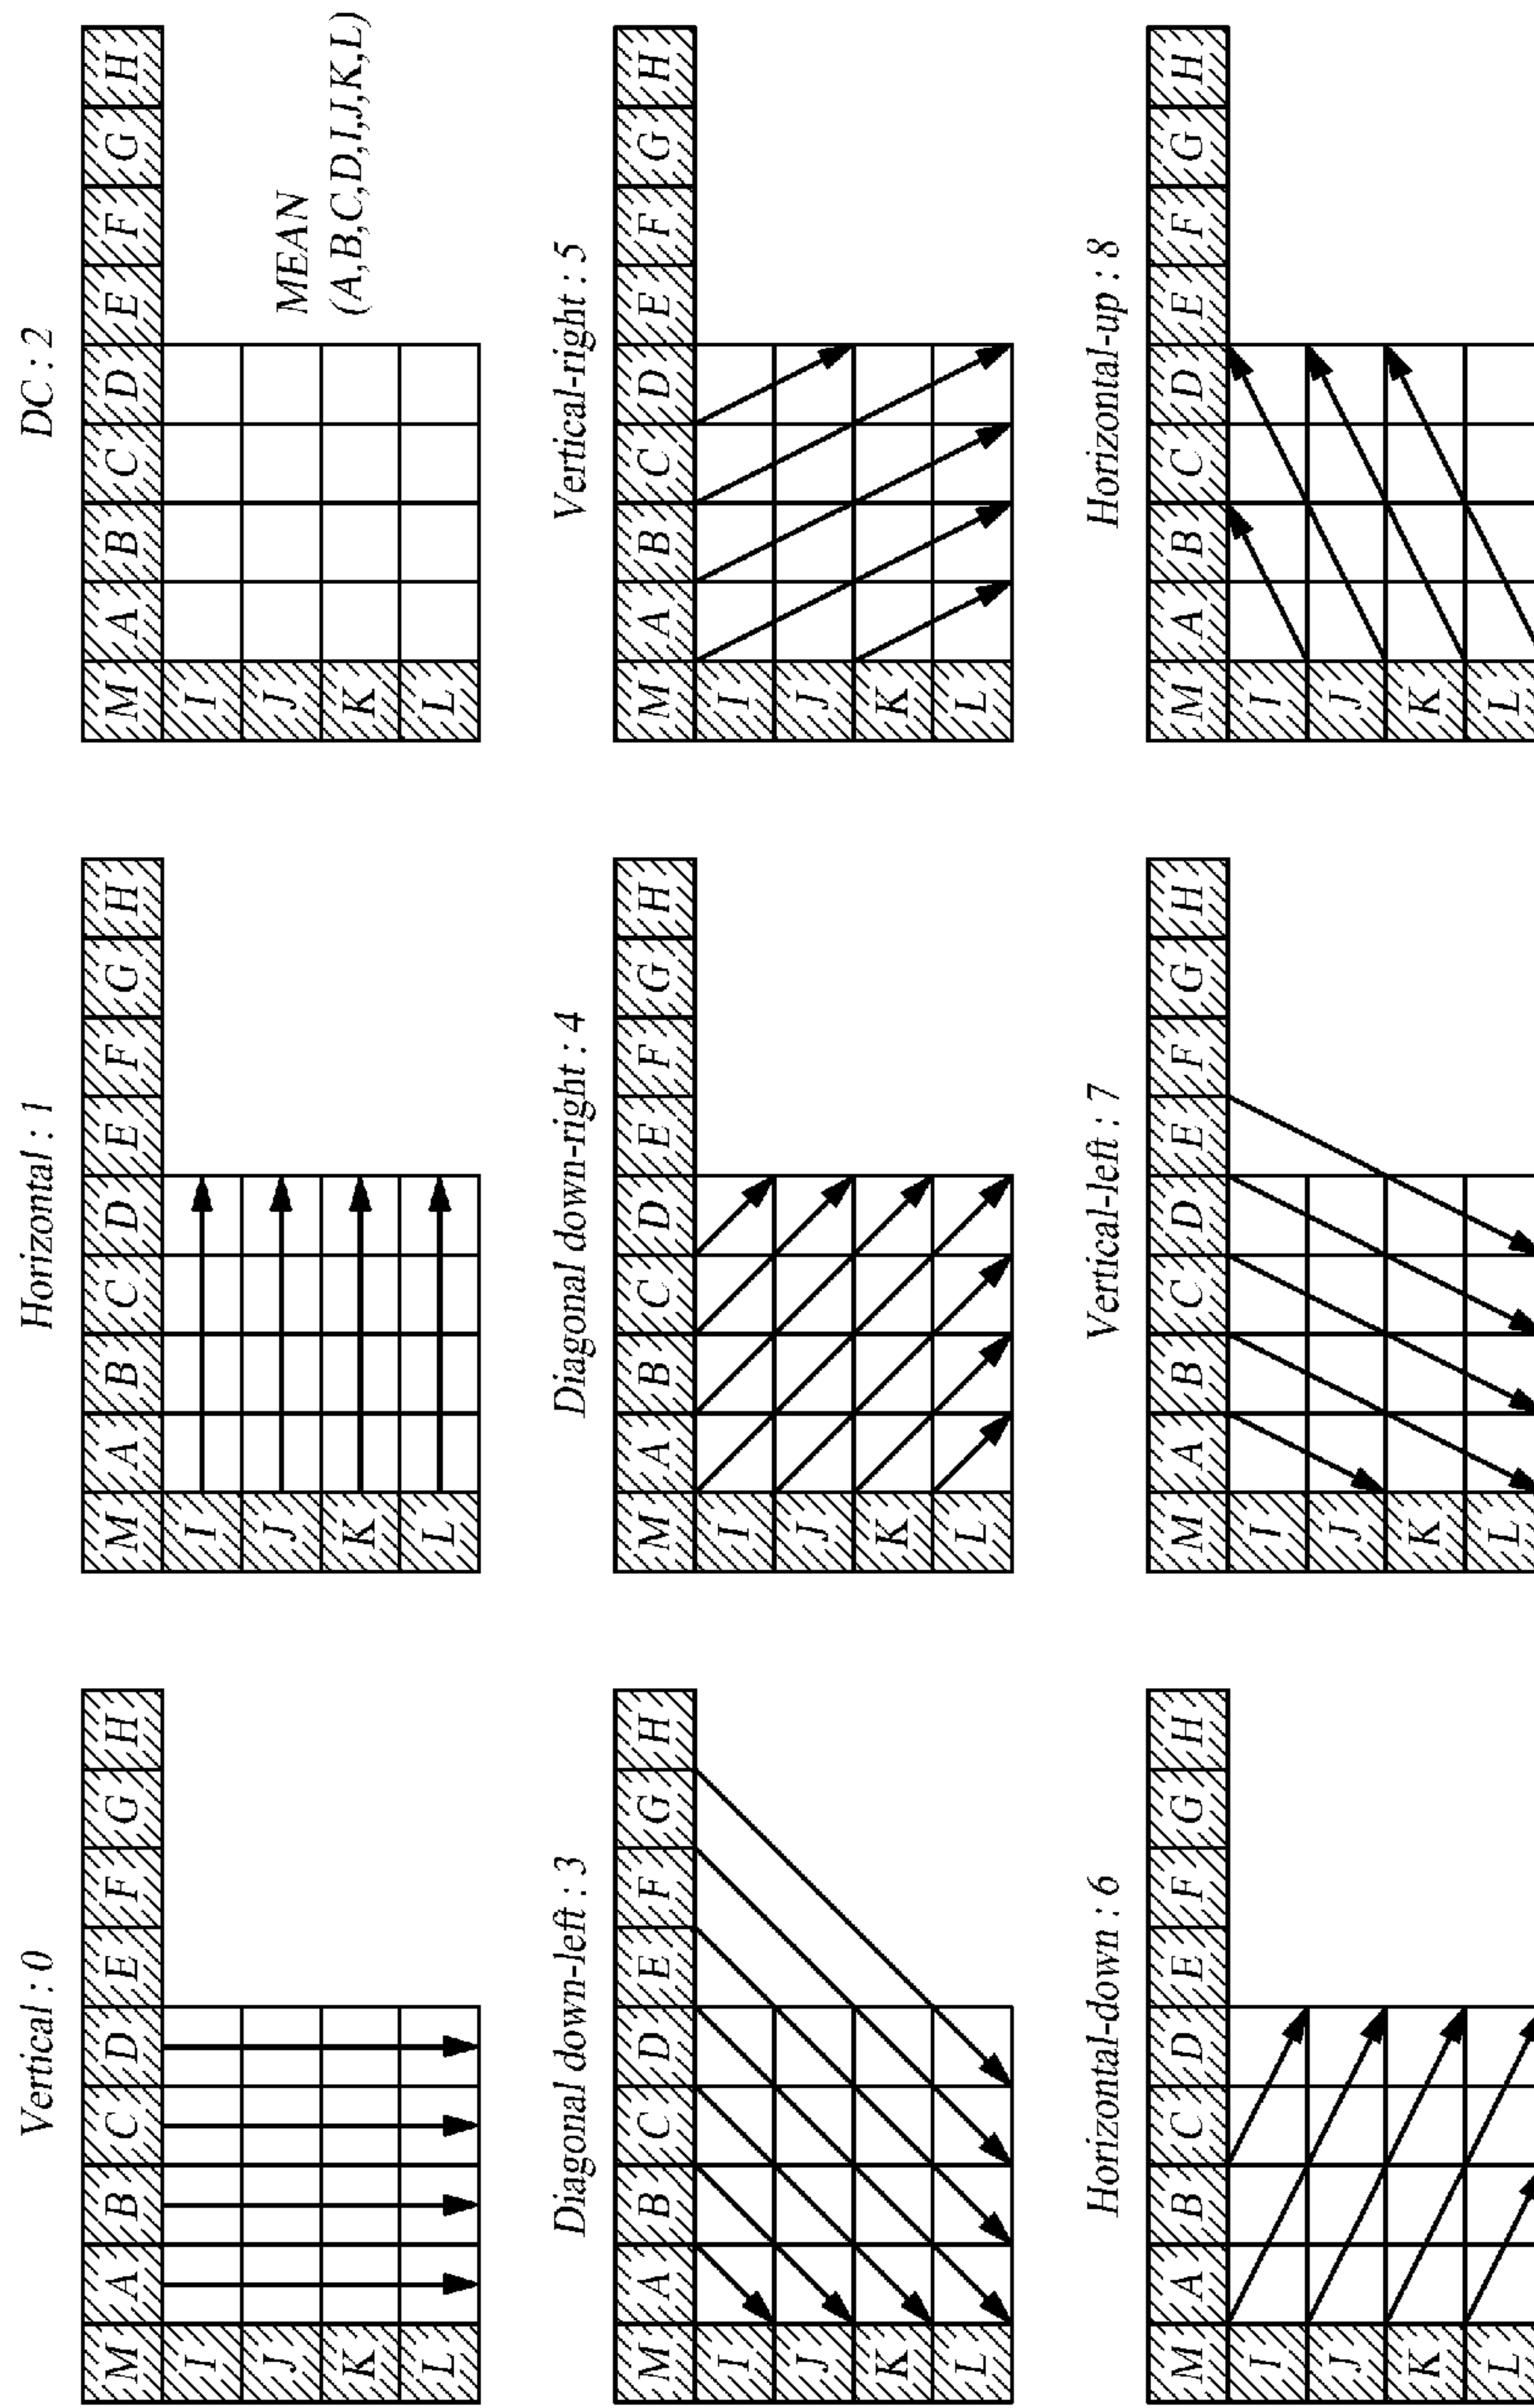 Vertical : 0
M A B C D E F G H
I
J
K
L
Horizontal : 1
M A B C D E F G H
I
J
K
L
DC : 2
M A B C D E F G H
I
J
K
L
MEAN
(A,B,C,D,I,J,K,L)
Diagonal down-left : 3
M A B C D E F G H
I
J
K
L
Diagonal down-right : 4
M A B C D E F G H
I
J
K
L
Vertical-right : 5
M A B C D E F G H
I
J
K
L
Horizontal-down : 6
M A B C D E F G H
I
J
K
L
Vertical-left : 7
M A B C D E F G H
I
J
K
L
Horizontal-up : 8
M A B C D E F G H
I
J
K
L